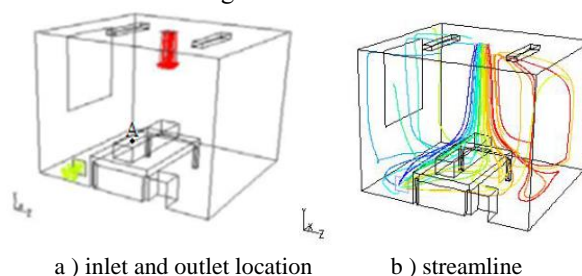 A
Y
X
Z
Y
X
Z
a ) inlet and outlet location
b ) streamline